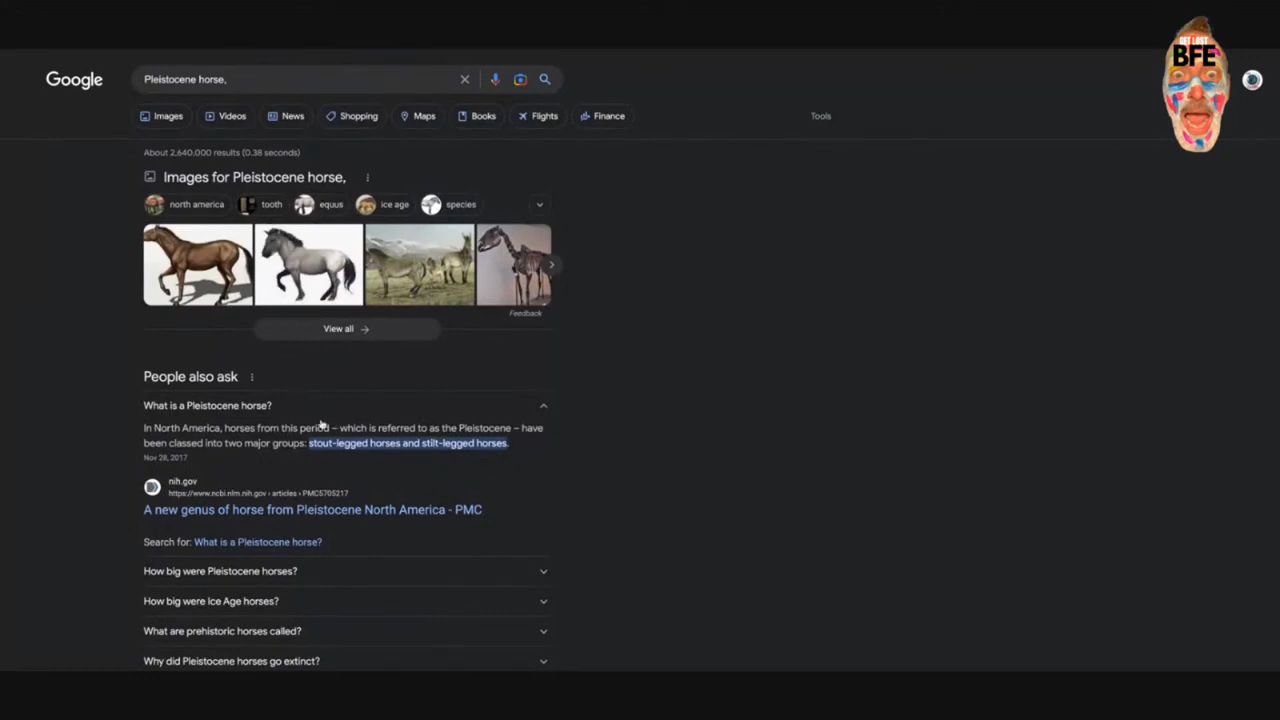 GET LOST
BFE
Google
Pleistocene horse,
Images
Videos
News
Shopping
Maps
Books
Flights
Finance
Tools
About 2,640,000 results (0.38 seconds)
Images for Pleistocene horse,
north america
tooth
equus
ice age
species
Feedback
View all
People also ask
What is a Pleistocene horse?
In North America, horses from this period – which is referred to as the Pleistocene – have
been classed into two major groups: stout-legged horses and stilt-legged horses.
Nov 28, 2017
nih.gov
https://www.ncbi.nlm.nih.gov › articles › PMC5705217
A new genus of horse from Pleistocene North America - PMC
Search for: What is a Pleistocene horse?
How big were Pleistocene horses?
How big were Ice Age horses?
What are prehistoric horses called?
Why did Pleistocene horses go extinct?